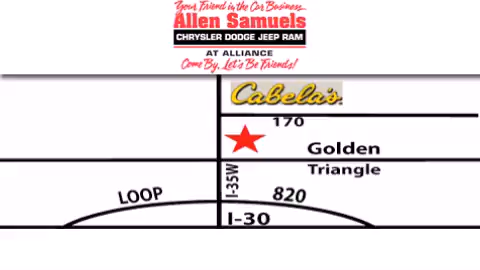 Your Friend in the Car Business
Allen Samuels
CHRYSLER DODGE JEEP RAM
AT ALLIANCE
Come By, Let's Be Friends!
Cabela's
170
Golden
Triangle
I-35W
LOOP 820
I-30